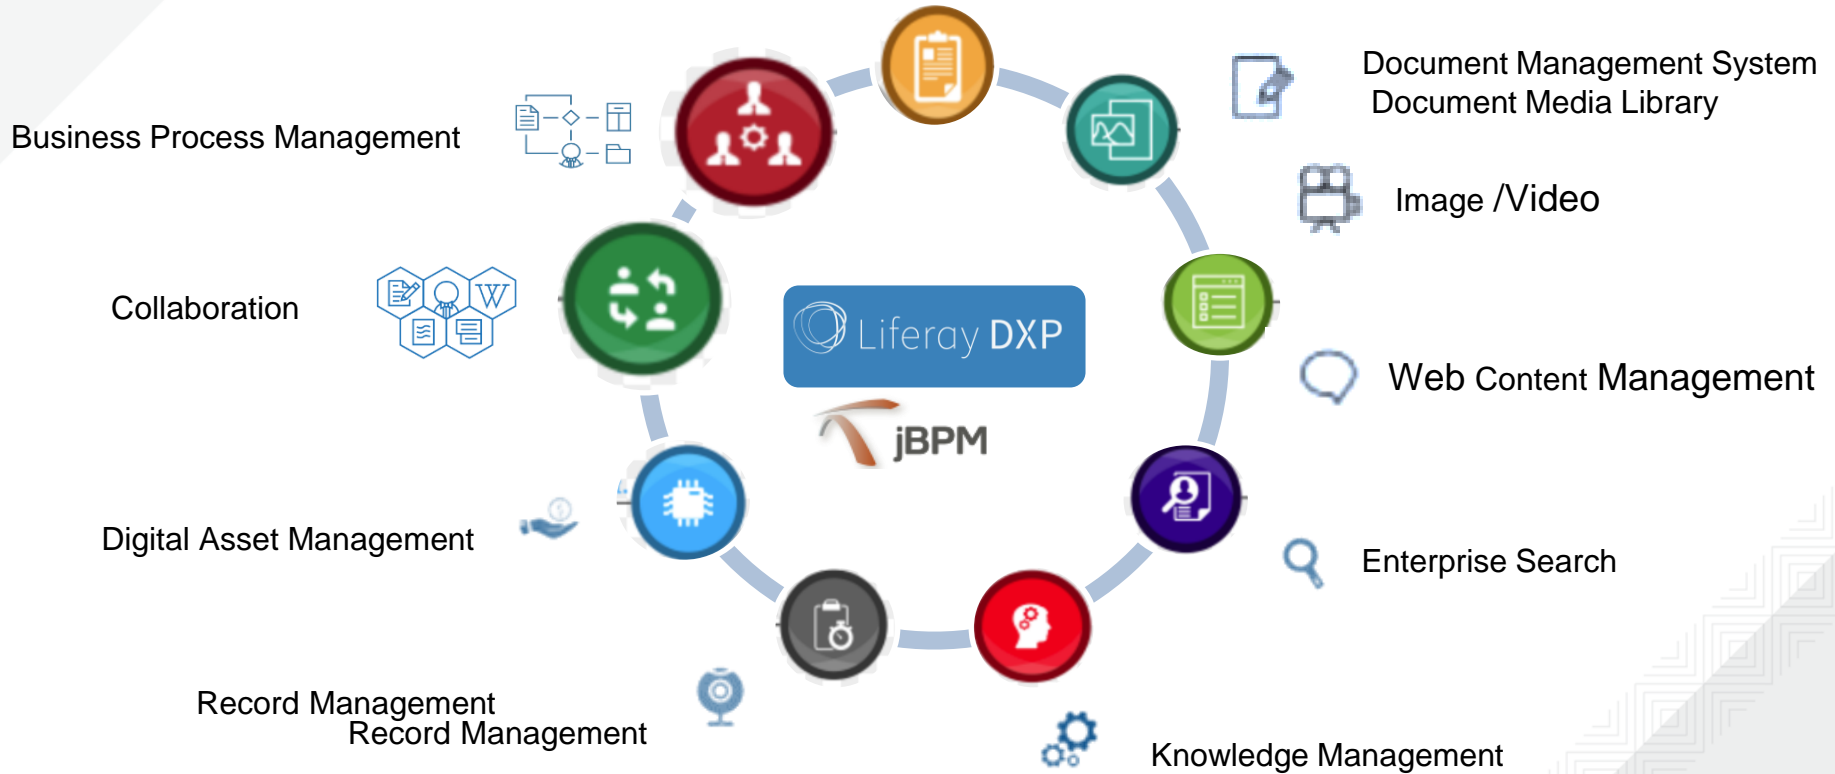 Document Management System
Document Media Library
Business Process Management
Image /Video
Collaboration
Liferay DXP
Web Content Management
jBPM
Digital Asset Management
Enterprise Search
Record Management
Record Management
Knowledge Management